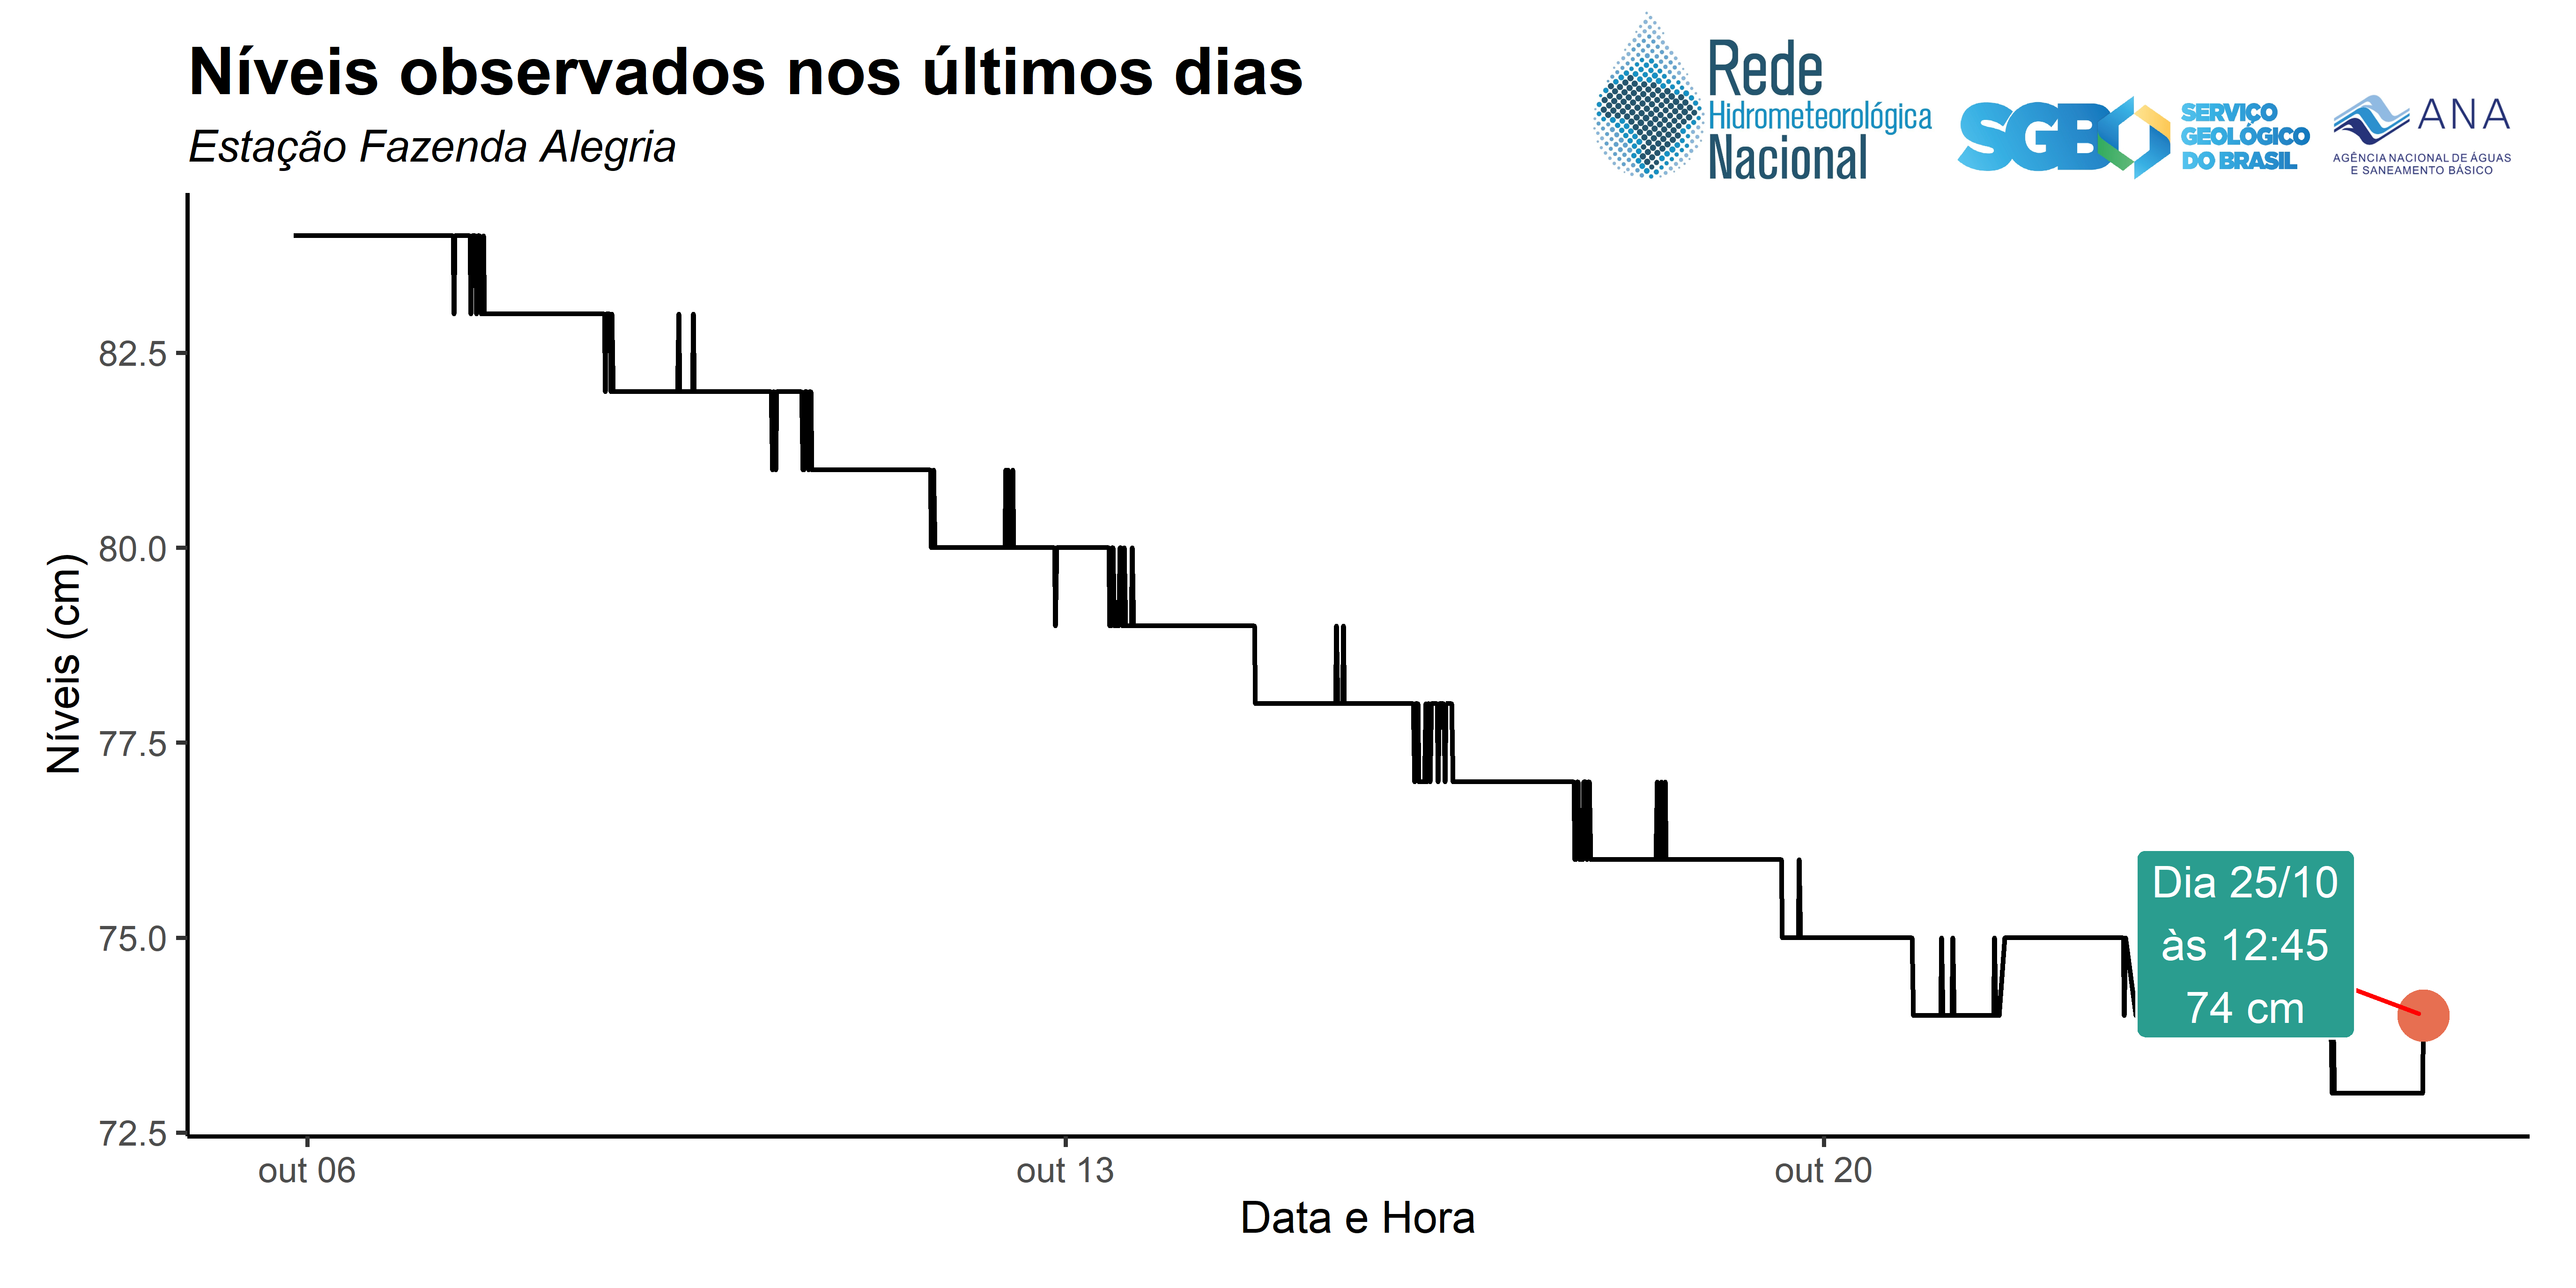 Níveis observados nos últimos dias
Estação Fazenda Alegria
Rede
Hidrometeorológica
Nacional
SGB
SERVIÇO
GEOLÓGICO
DO BRASIL
ANA
AGÊNCIA NACIONAL DE ÁGUAS
E SANEAMENTO BÁSICO
Níveis (cm)
82.5
80.0
77.5
75.0
72.5
Dia 25/10
às 12:45
74 cm
out 06
out 13
out 20
Data e Hora